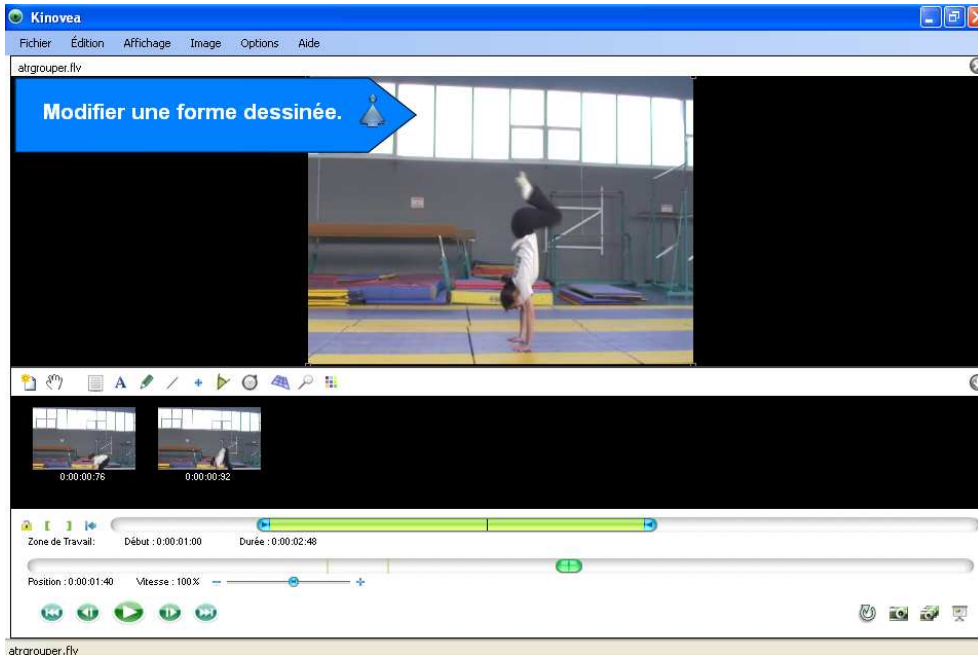 Kinovea
Fichier Édition Affichage Image Options Aide
atrgrouper.flv
Modifier une forme dessinée.
A
0:00:00:76 0:00:00:92
Zone de Travail: Début : 0:00:01:00 Durée : 0:00:02:48
Position : 0:00:01:40 Vitesse : 100%
atrgrouper.flv